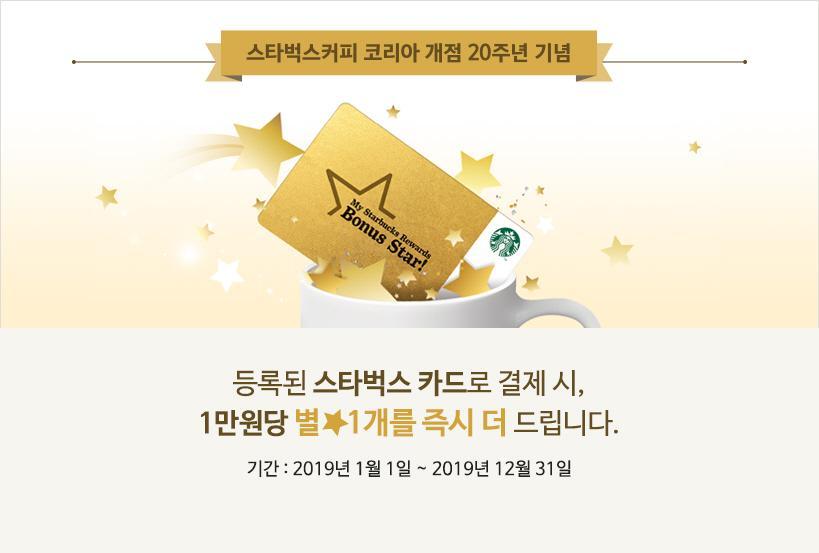 스타벅스커피 코리아 개점 20주년 기념
My Starbucks Rewards
Bonus Star!
등록된 스타벅스 카드로 결제 시,
1만원당 별★1개를 즉시 더 드립니다.
기간 : 2019년 1월 1일 ~ 2019년 12월 31일